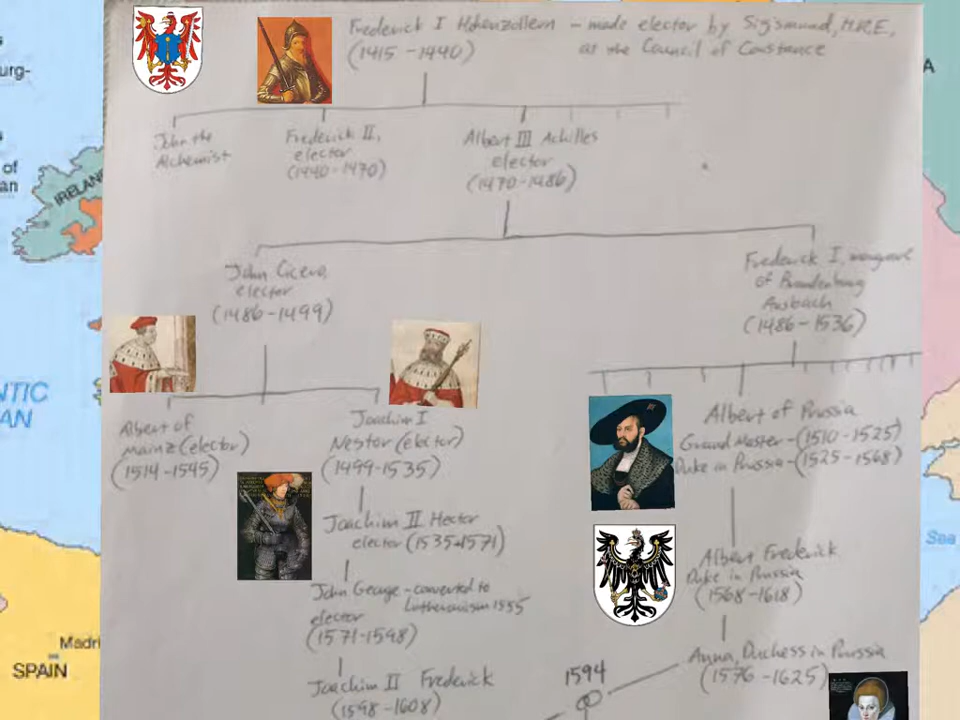 Frederick I Hohenzollern - made elector by Sigismund, H.R.E.,
(1415-1440) at the Council of Constance
John the
Alchemist
Frederick II,
elector
(1440-1470)
Albert III Achilles
elector
(1470-1486)
John Cicero,
elector
(1486-1499)
Frederick I, margrave
of Brandenburg
Ansbach
(1486-1536)
Albert of
Mainz (elector)
(1514-1545)
Joachim I
Nestor (elector)
(1499-1535)
Albert of Prussia
Grand Master-(1510-1525)
Duke in Prussia-(1525-1568)
Joachim II Hector
elector (1535-1571)
Albert Frederick
Duke in Prussia
(1568-1618)
John George - converted to
elector Lutheranism 1555
(1571-1598)
Anna, Duchess in Prussia
(1576-1625)
1594
Joachim II Frederick
(1598-1608)
urg-
of
an
IRELAND
NTIC
AN
Madri
SPAIN
A
Sea